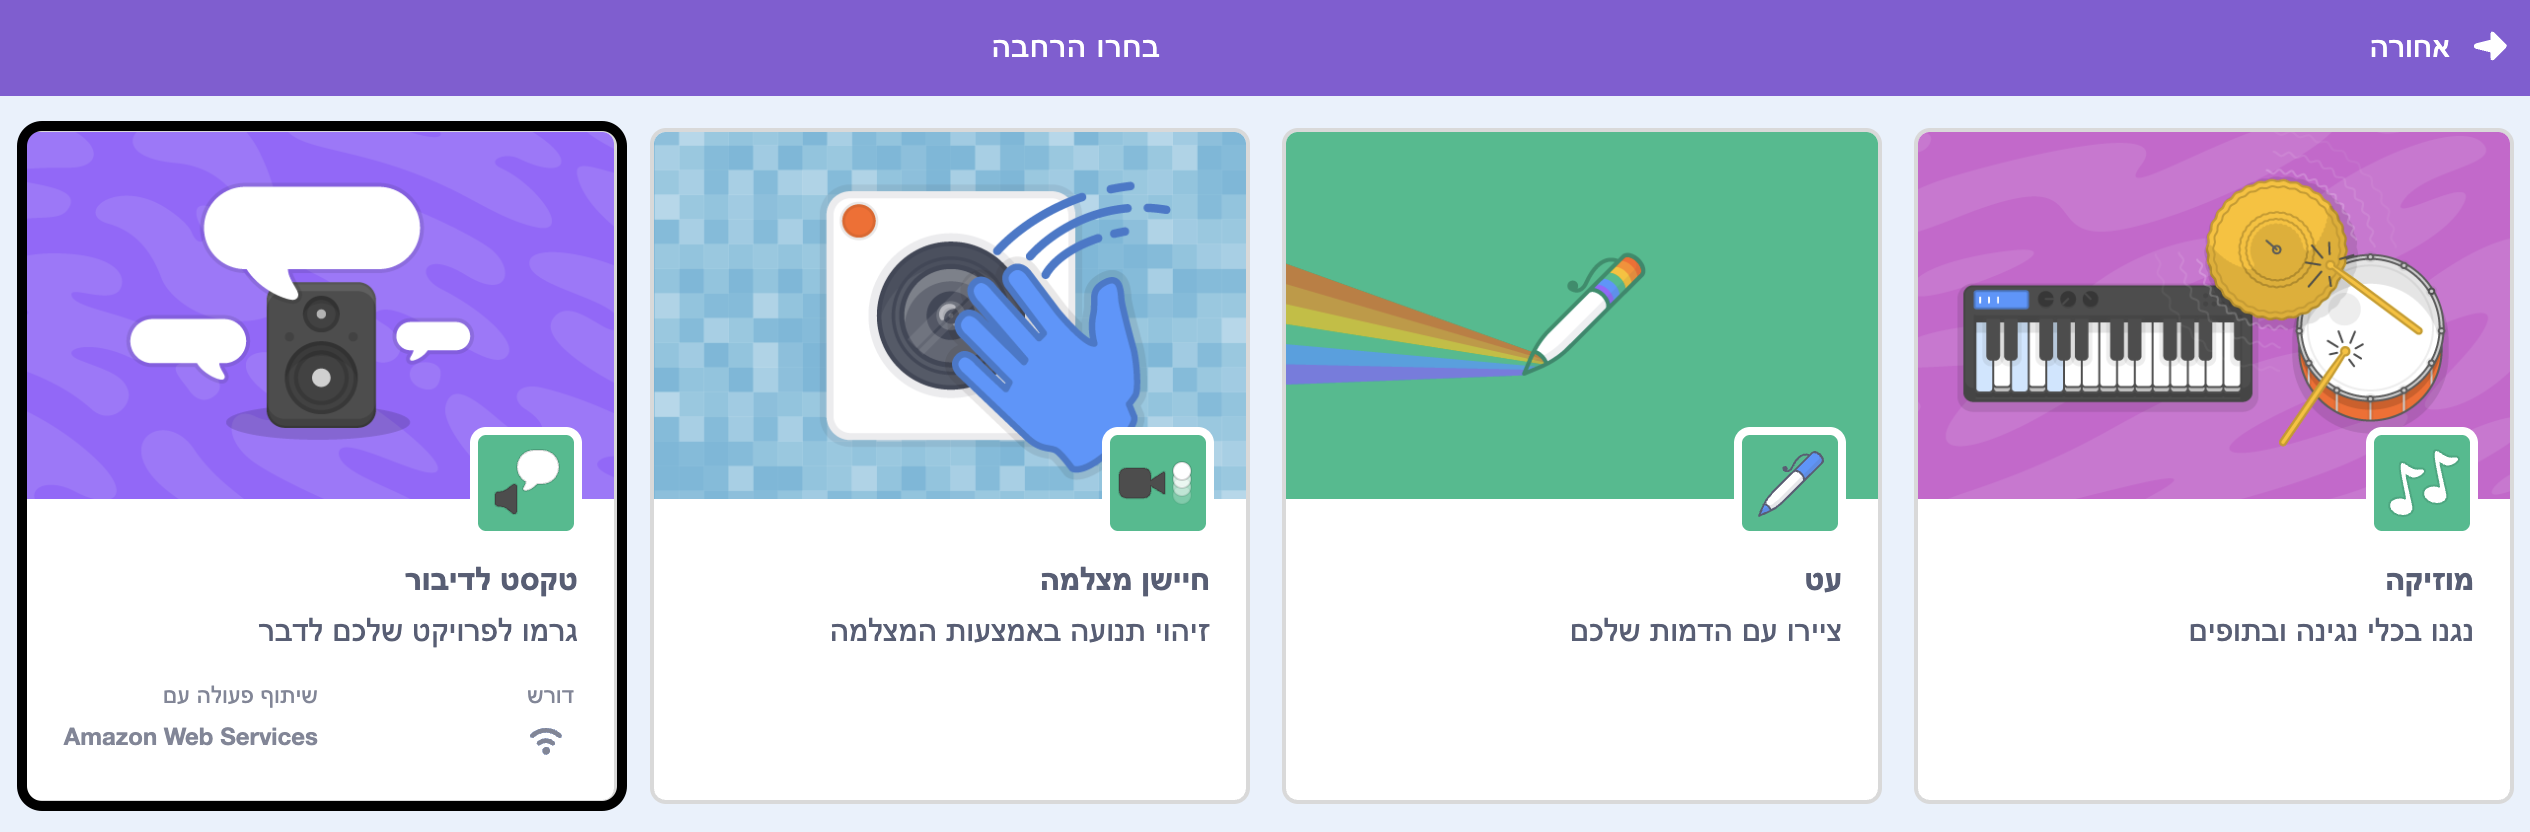 אחורה
בחרו הרחבה
מוזיקה
נגנו בכלי נגינה ובתופים
עט
ציירו עם הדמות שלכם
חיישן מצלמה
זיהוי תנועה באמצעות המצלמה
טקסט לדיבור
גרמו לפרויקט שלכם לדבר
דורש
שיתוף פעולה עם
Amazon Web Services